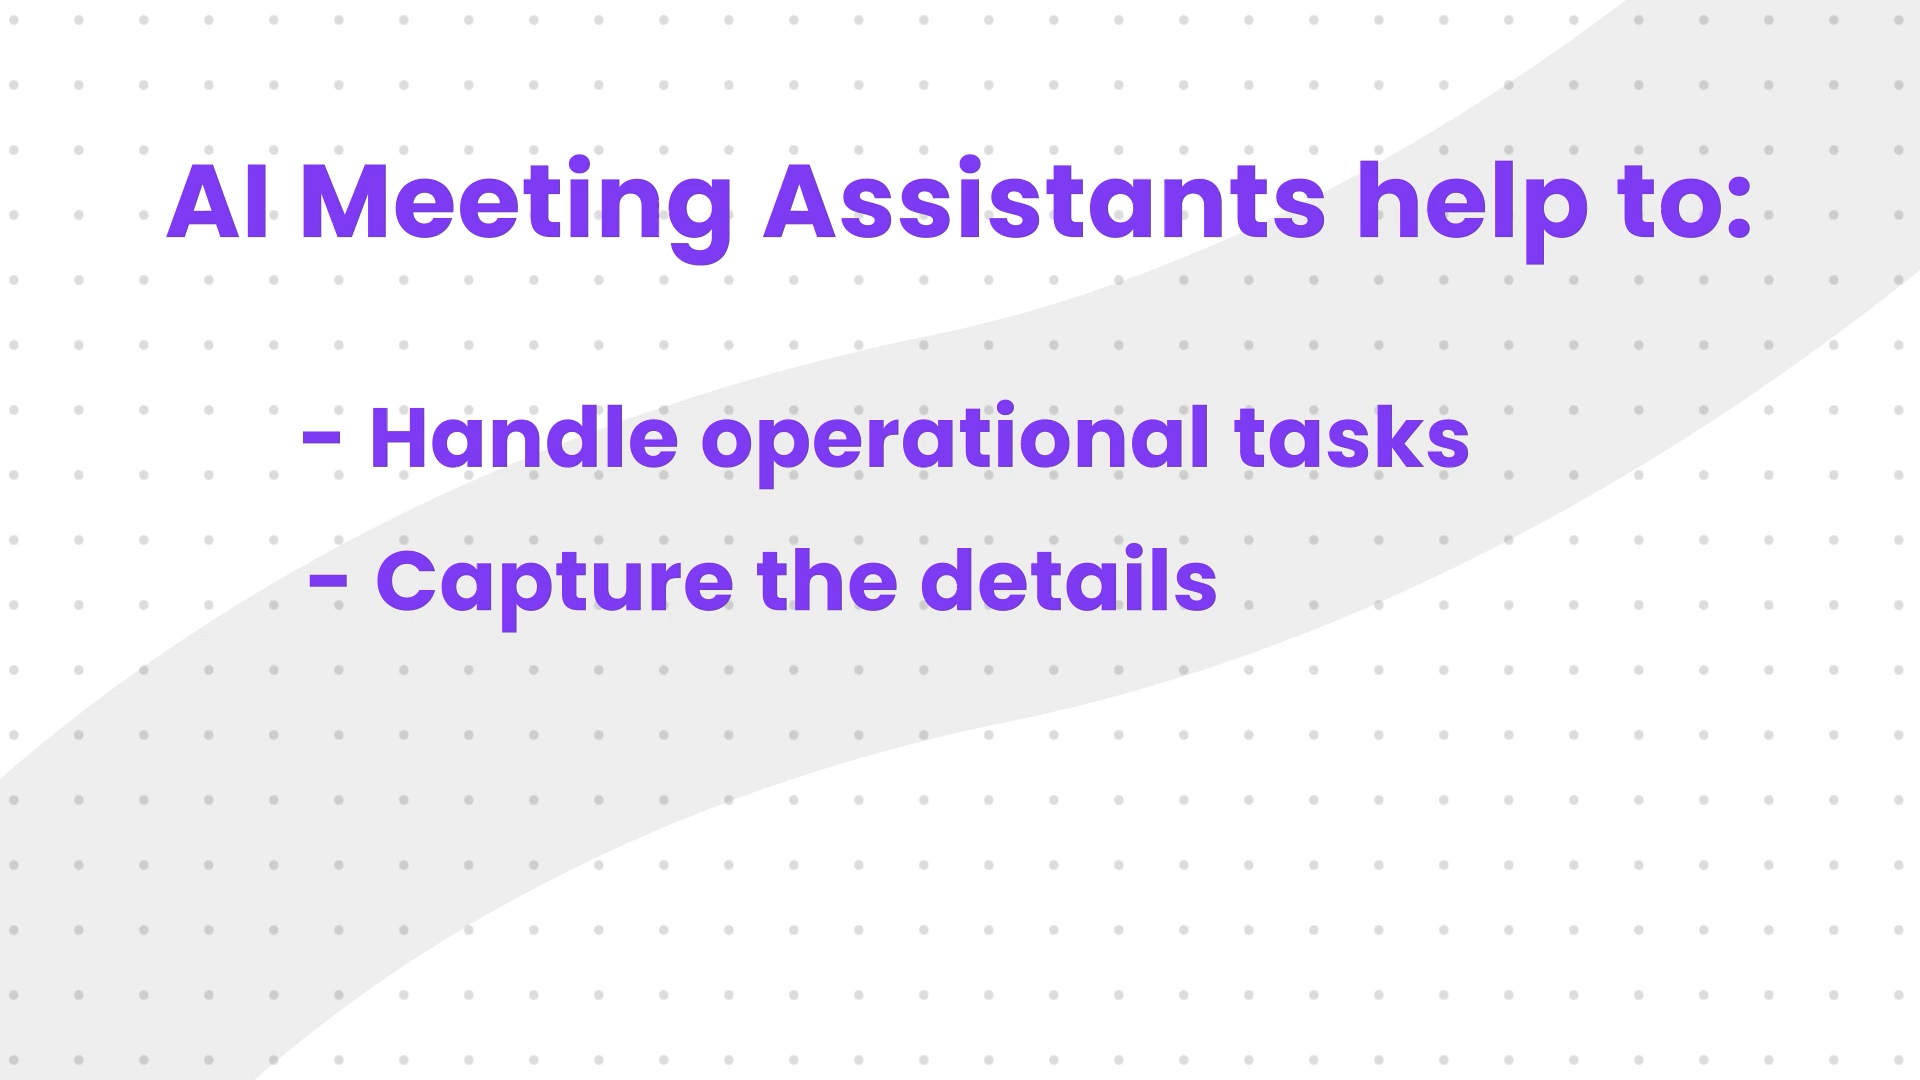 AI Meeting Assistants help to:
- Handle operational tasks
- Capture the details